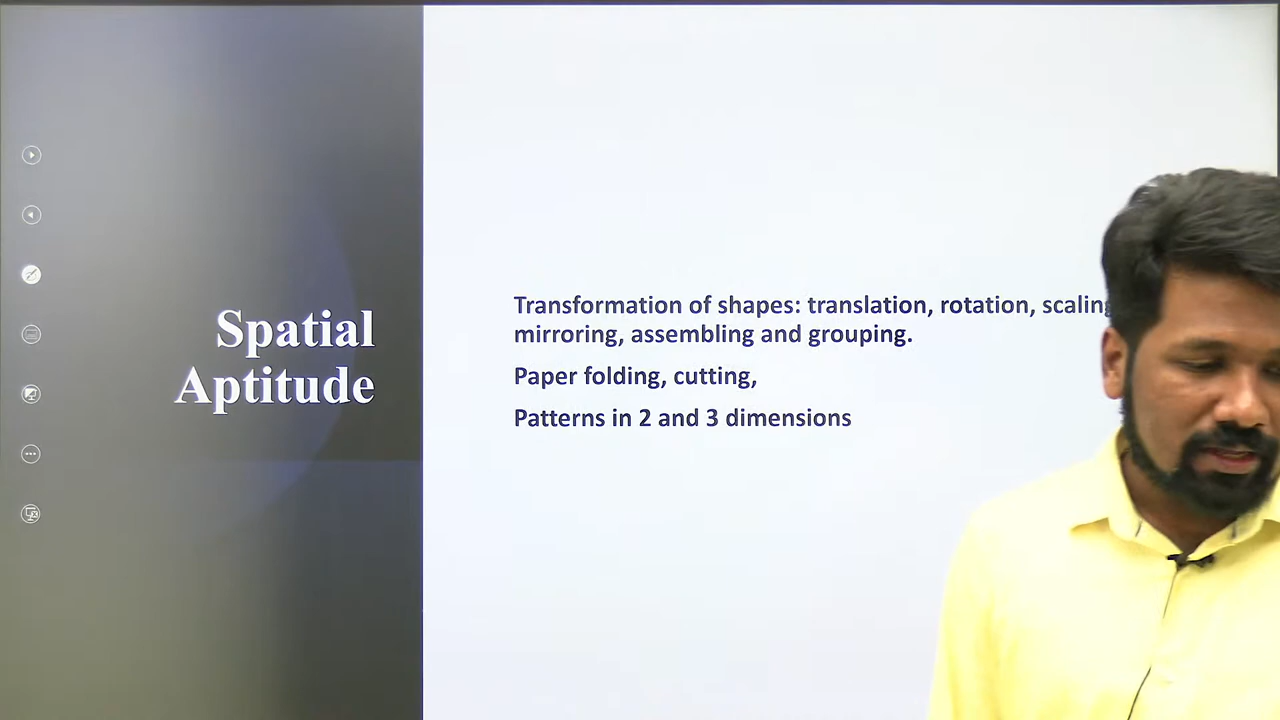 Spatial
Aptitude
Transformation of shapes: translation, rotation, scaling
mirroring, assembling and grouping.
Paper folding, cutting,
Patterns in 2 and 3 dimensions